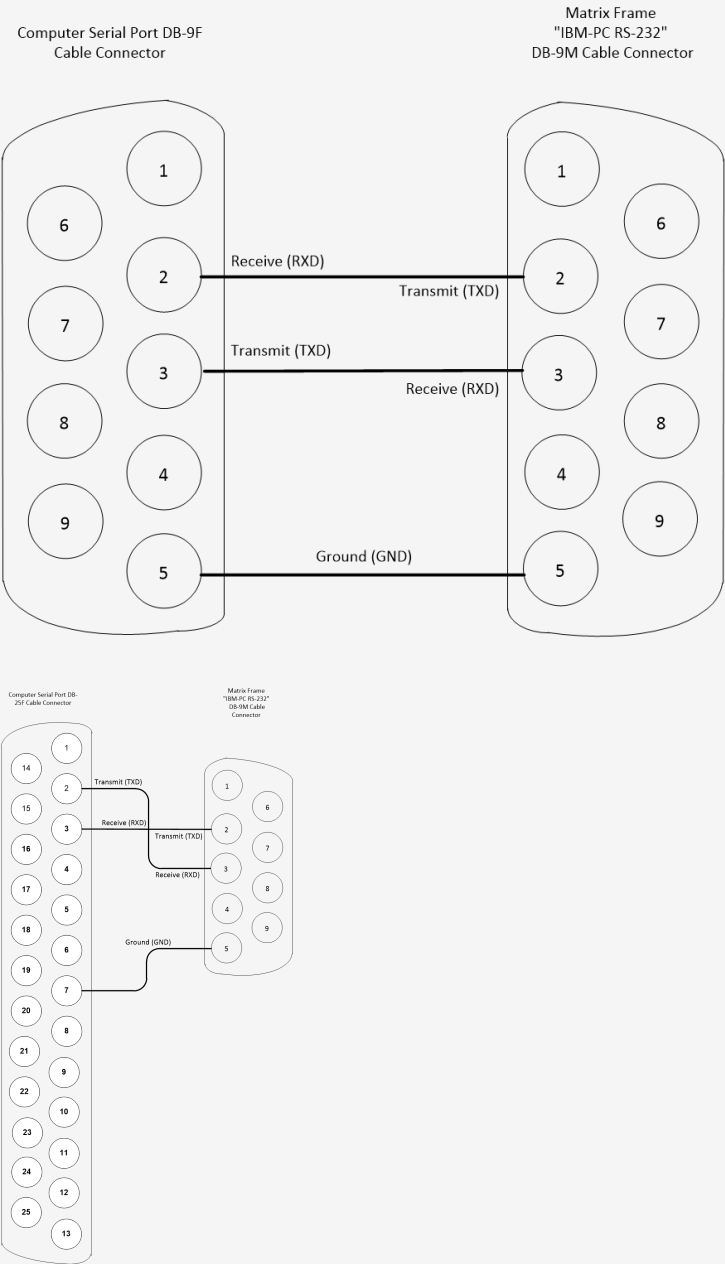 Computer Serial Port DB-9F
Cable Connector
Matrix Frame
"IBM-PC RS-232"
DB-9M Cable Connector
1
6
2
7
3
8
4
9
5
Receive (RXD)
Transmit (TXD)
Transmit (TXD)
Receive (RXD)
Ground (GND)
1
6
2
7
3
8
4
9
5
Computer Serial Port DB-
25F Cable Connector
Matrix Frame
"IBM-PC RS-232"
DB-9M Cable
Connector
1
14
2
15
3
16
4
17
5
18
6
19
7
20
8
21
9
22
10
23
11
24
12
25
13
Transmit (TXD)
Receive (RXD)
Transmit (TXD)
Receive (RXD)
Ground (GND)
1
6
2
7
3
8
4
9
5